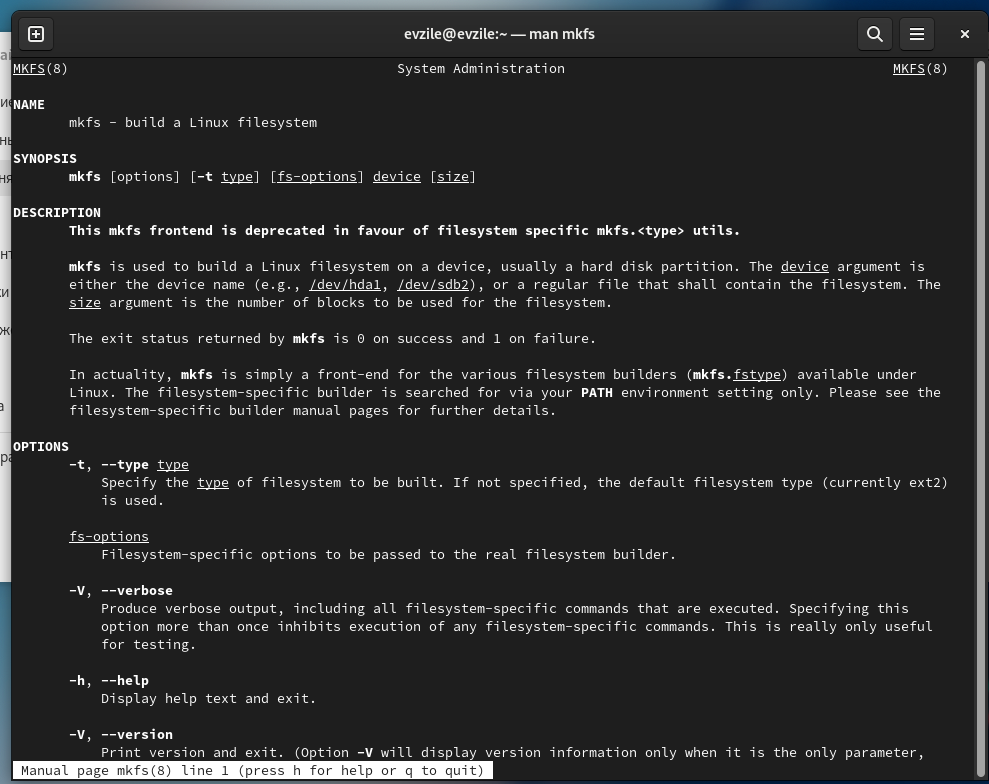 evzile@evzile:~ — man mkfs
MKFS(8) System Administration MKFS(8)
NAME
mkfs - build a Linux filesystem
SYNOPSIS
mkfs [options] [-t type] [fs-options] device [size]
DESCRIPTION
This mkfs frontend is deprecated in favour of filesystem specific mkfs.<type> utils.
mkfs is used to build a Linux filesystem on a device, usually a hard disk partition. The device argument is
either the device name (e.g., /dev/hda1, /dev/sdb2), or a regular file that shall contain the filesystem. The
size argument is the number of blocks to be used for the filesystem.
The exit status returned by mkfs is 0 on success and 1 on failure.
In actuality, mkfs is simply a front-end for the various filesystem builders (mkfs.fstype) available under
Linux. The filesystem-specific builder is searched for via your PATH environment setting only. Please see the
filesystem-specific builder manual pages for further details.
OPTIONS
-t, --type type
Specify the type of filesystem to be built. If not specified, the default filesystem type (currently ext2)
is used.
fs-options
Filesystem-specific options to be passed to the real filesystem builder.
-V, --verbose
Produce verbose output, including all filesystem-specific commands that are executed. Specifying this
option more than once inhibits execution of any filesystem-specific commands. This is really only useful
for testing.
-h, --help
Display help text and exit.
-V, --version
Print version and exit. (Option -V will display version information only when it is the only parameter,
Manual page mkfs(8) line 1 (press h for help or q to quit)